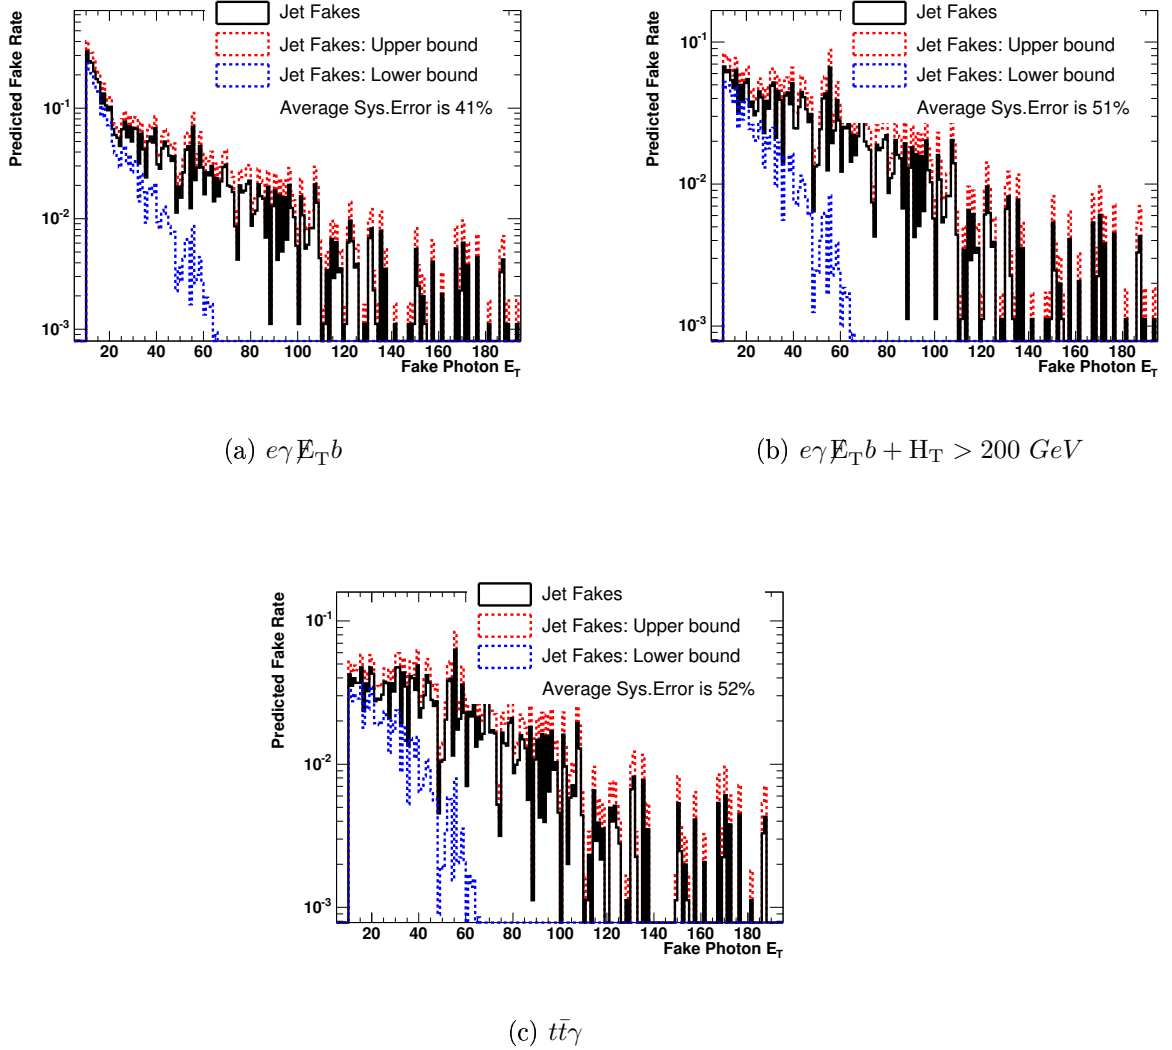 Jet Fakes
Jet Fakes: Upper bound
Jet Fakes: Lower bound
Average Sys.Error is 41%
Predicted Fake Rate
10⁻¹
10⁻²
10⁻³
20 40 60 80 100 120 140 160 180
Fake Photon E_T
(a) eγE̸_T b
Jet Fakes
Jet Fakes: Upper bound
Jet Fakes: Lower bound
Average Sys.Error is 51%
Predicted Fake Rate
10⁻¹
10⁻²
10⁻³
20 40 60 80 100 120 140 160 180
Fake Photon E_T
(b) eγE̸_T b + H_T > 200 GeV
Jet Fakes
Jet Fakes: Upper bound
Jet Fakes: Lower bound
Average Sys.Error is 52%
Predicted Fake Rate
10⁻¹
10⁻²
10⁻³
20 40 60 80 100 120 140 160 180
Fake Photon E_T
(c) tt̄γ